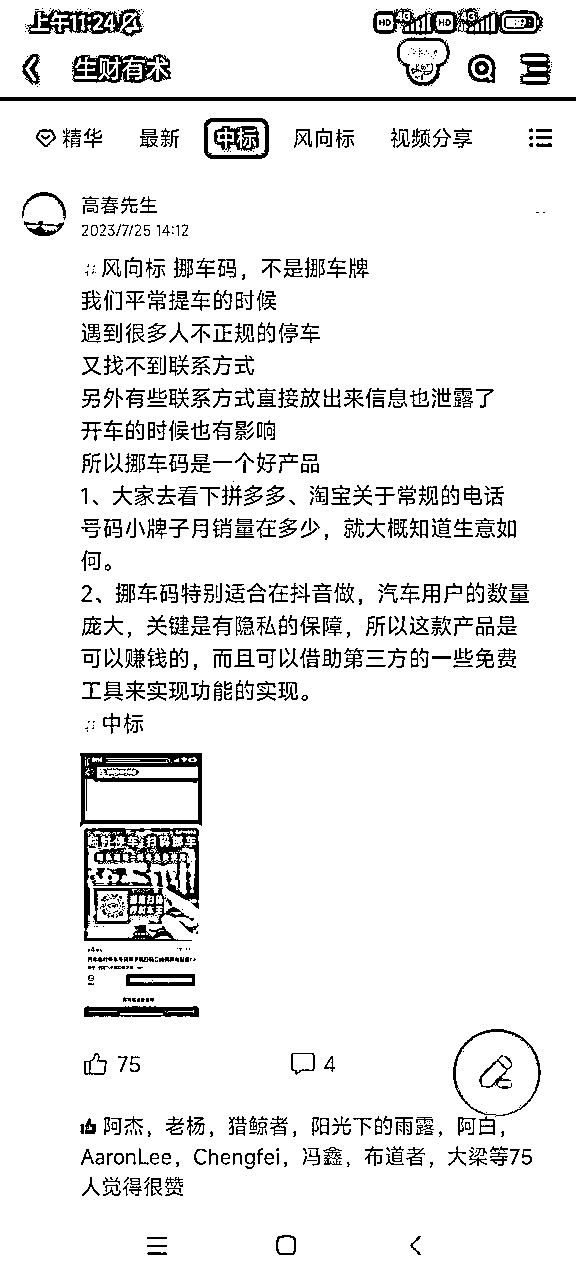 上午11:24
生财有术
精华 最新 中标 风向标 视频分享
高春先生
2023/7/25 14:12
#风向标 挪车码，不是挪车牌
我们平常提车的时候
遇到很多人不正规的停车
又找不到联系方式
另外有些联系方式直接放出来信息也泄露了
开车的时候也有影响
所以挪车码是一个好产品
1、大家去看下拼多多、淘宝关于常规的电话
号码小牌子月销量在多少，就大概知道生意如
何。
2、挪车码特别适合在抖音做，汽车用户的数量
庞大，关键是有隐私的保障，所以这款产品是
可以赚钱的，而且可以借助第三方的一些免费
工具来实现功能的实现。
#中标
75 4
阿杰，老杨，猎鲸者，阳光下的雨露，阿白，
AaronLee，Chengfei，冯鑫，布道者，大梁等75
人觉得很赞